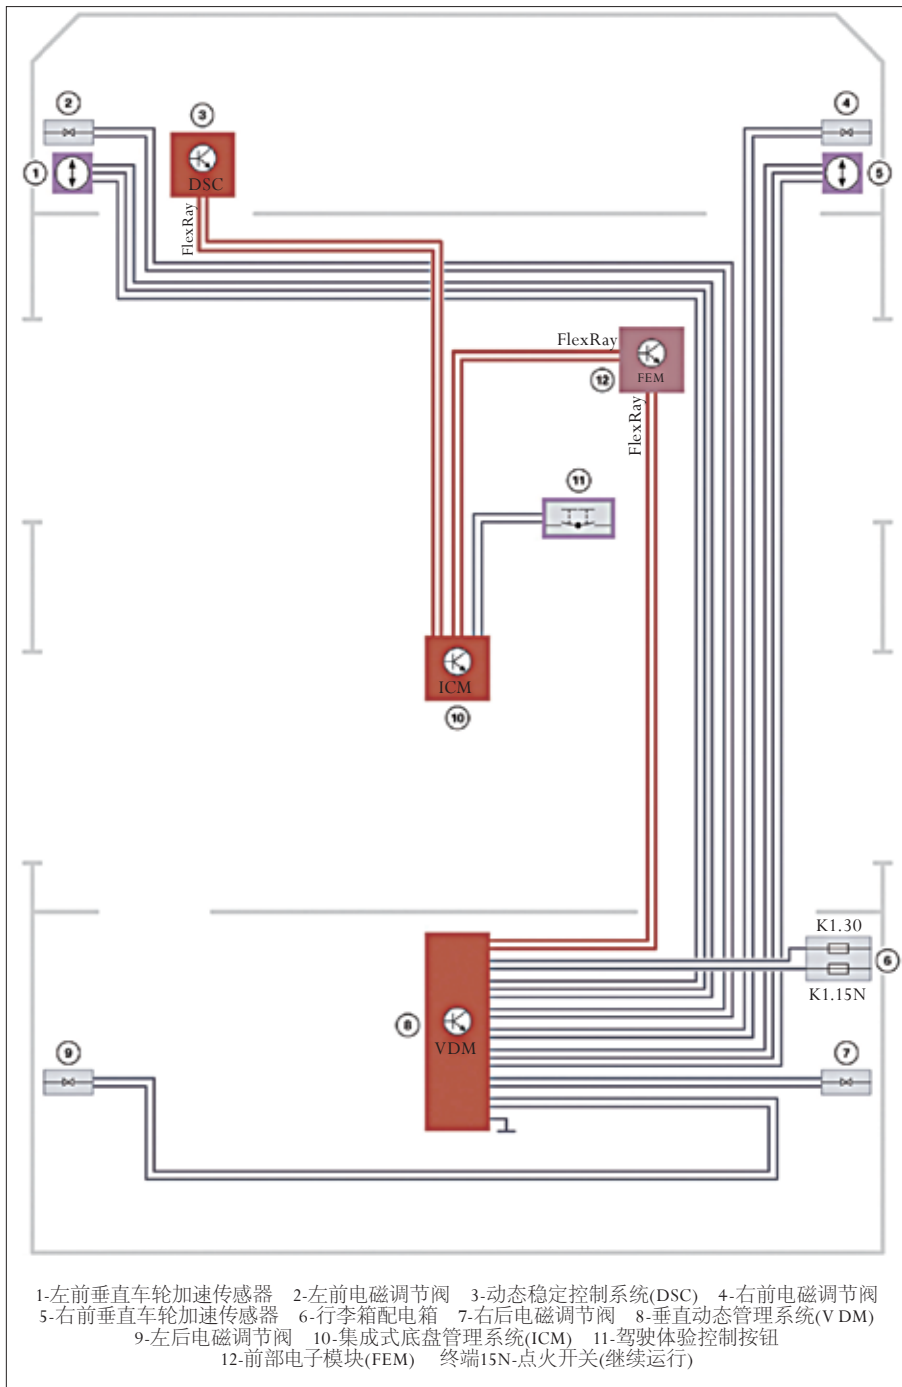 2
3
4
1
5
DSC
FlexRay
FlexRay
FEM
12
FlexRay
11
ICM
10
K1.30
6
K1.15N
8
VDM
9
7
1-左前垂直车轮加速传感器 2-左前电磁调节阀 3-动态稳定控制系统(DSC) 4-右前电磁调节阀
5-右前垂直车轮加速传感器 6-行李箱配电箱 7-右后电磁调节阀 8-垂直动态管理系统(V DM)
9-左后电磁调节阀 10-集成式底盘管理系统(ICM) 11-驾驶体验控制按钮
12-前部电子模块(FEM) 终端15N-点火开关(继续运行)